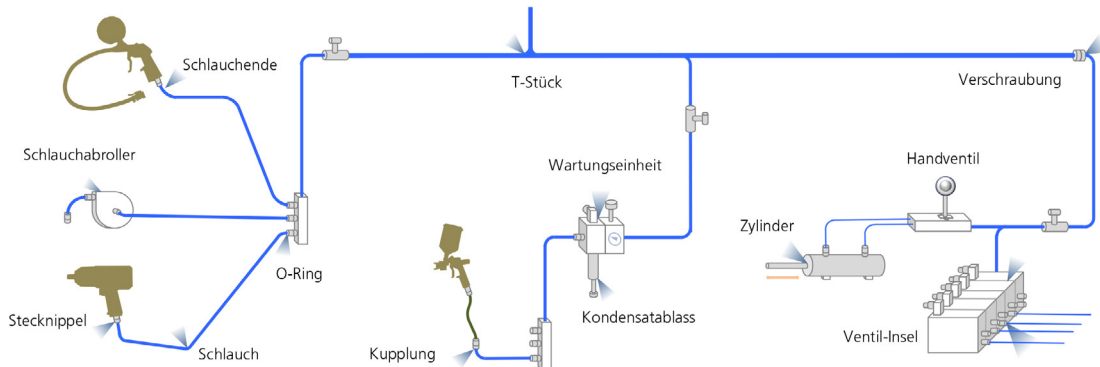 Schlauchende
T-Stück
Verschraubung
Schlauchabroller
Wartungseinheit
Handventil
Zylinder
O-Ring
Stecknippel
Schlauch
Kupplung
Kondensatablass
Ventil-Insel